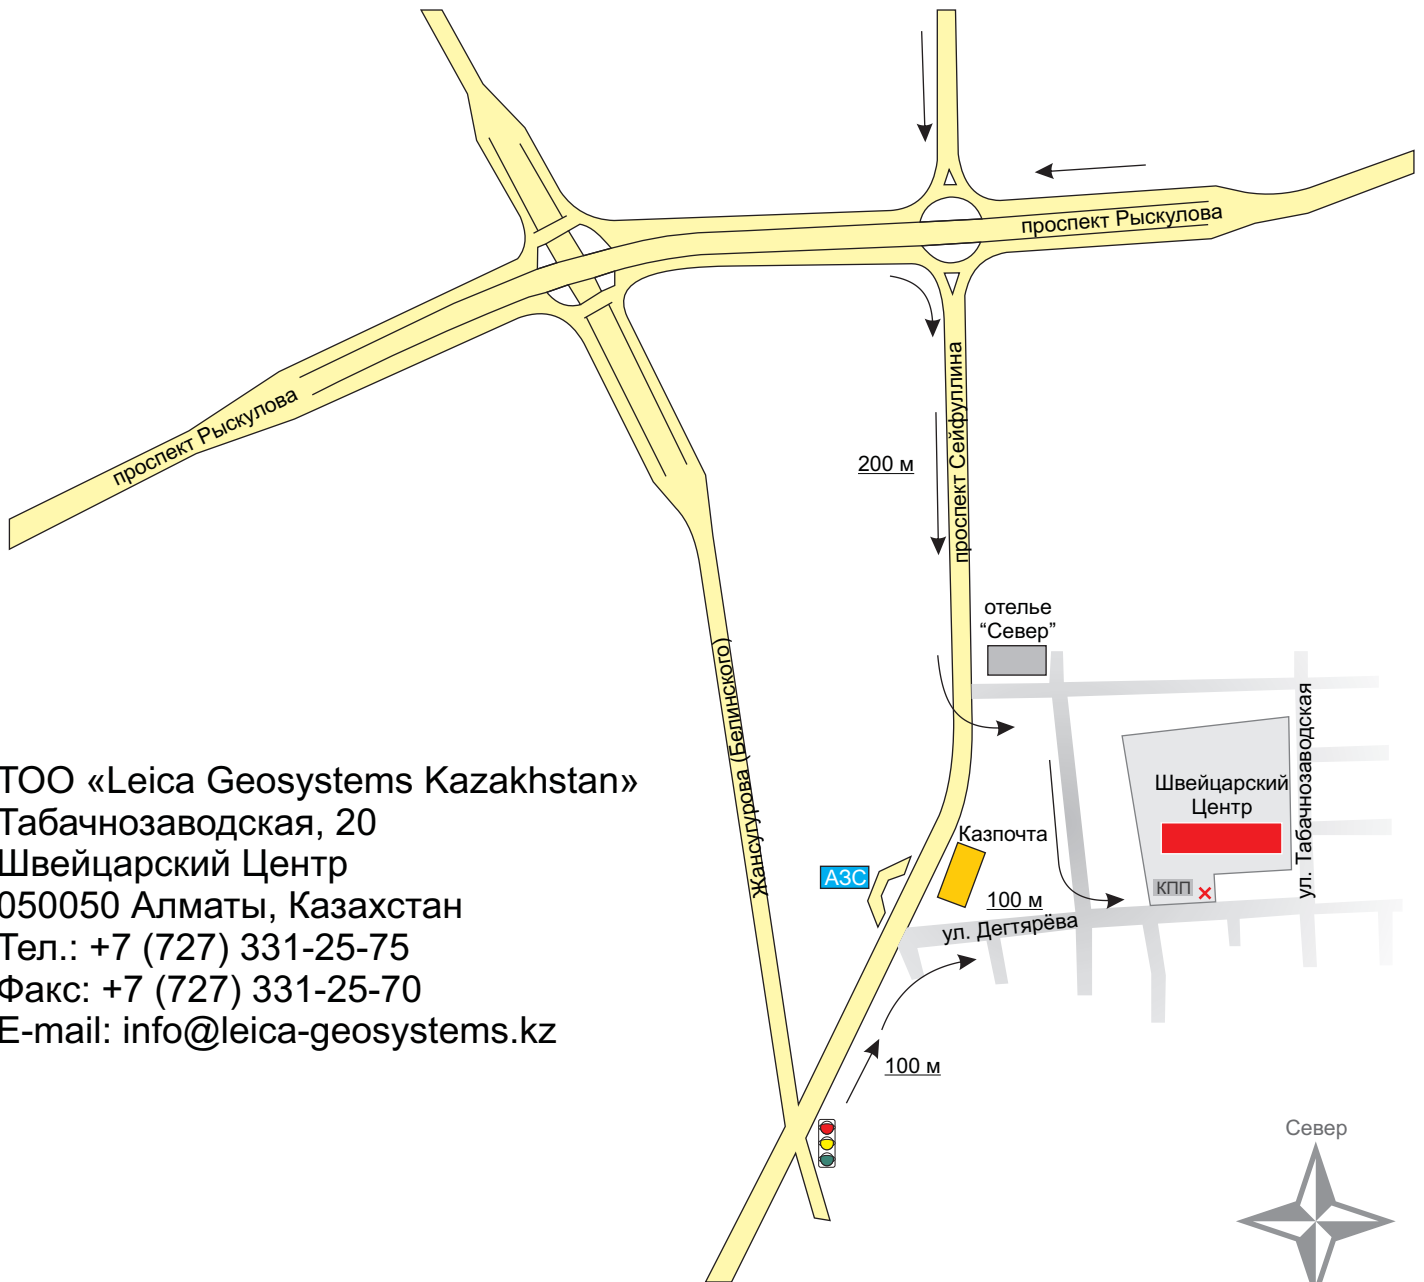 проспект Рыскулова
проспект Рыскулова
проспект Сейфуллина
200 м
отелье
“Север”
Жансугурова (Белинского)
ул. Табачнозаводская
Швейцарский
Центр
Казпочта
АЗС
КПП
100 м
ул. Дегтярёва
100 м
ТОО «Leica Geosystems Kazakhstan»
Табачнозаводская, 20
Швейцарский Центр
050050 Алматы, Казахстан
Тел.: +7 (727) 331-25-75
Факс: +7 (727) 331-25-70
E-mail: info@leica-geosystems.kz
Север